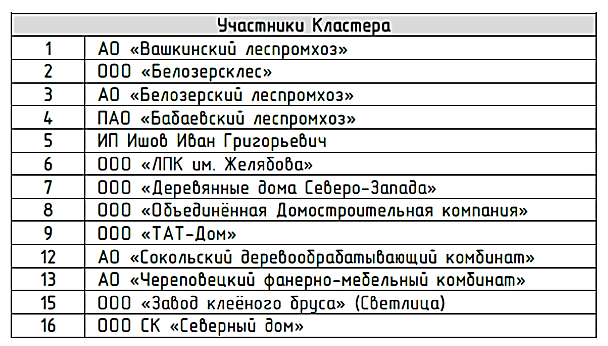 Участники Кластера
1 АО «Вашкинский леспромхоз»
2 ООО «Белозерсклес»
3 АО «Белозерский леспромхоз»
4 ПАО «Бабаевский леспромхоз»
5 ИП Ишов Иван Григорьевич
6 ООО «ЛПК им. Желябова»
7 ООО «Деревянные дома Северо-Запада»
8 ООО «Объединённая Домостроительная компания»
9 ООО «ТАТ-Дом»
12 АО «Сокольский деревообрабатывающий комбинат»
13 АО «Череповецкий фанерно-мебельный комбинат»
15 ООО «Завод клеёного бруса» (Светлица)
16 ООО СК «Северный дом»